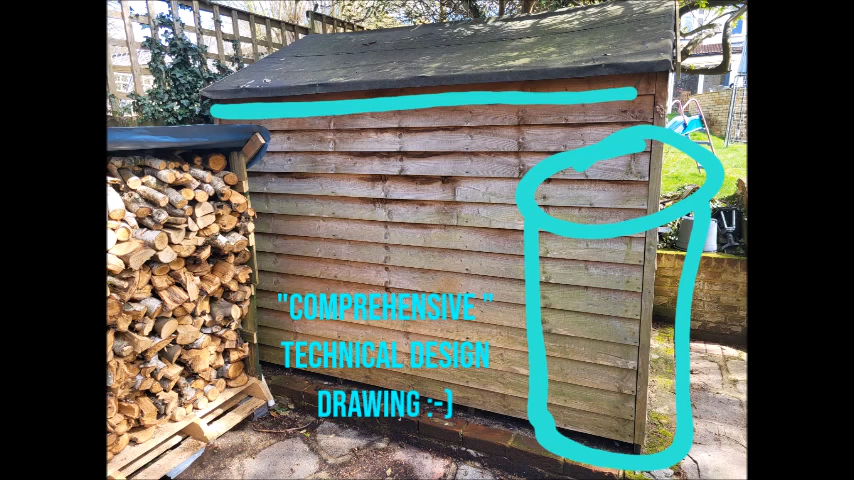 "COMPREHENSIVE "
TECHNICAL DESIGN
DRAWING :-)